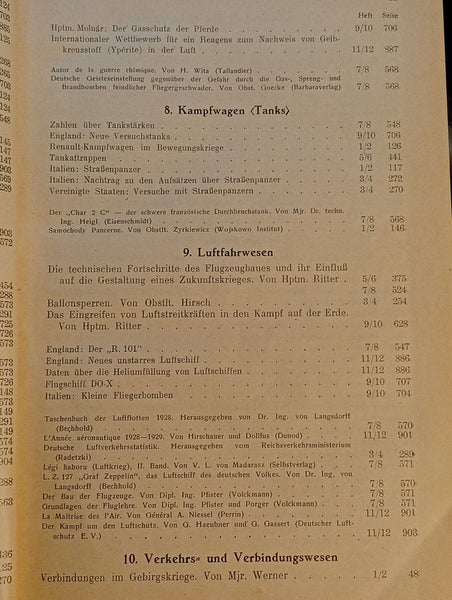 Heft Seite
Hptm. Molnár: Der Gasschutz der Pferde . . . . . 9/10 706
Internationaler Wettbewerb für ein Reagens zum Nachweis von Gelb-
kreuzstoff (Ypérite) in der Luft . . . . . 11/12 887
Autor de la guerre chimique. Von H. Wita (Tallandier) . . . . . 7/8 568
Deutsche Geisteseinstellung gegenüber der Gefahr durch die Gas-, Spreng- und
Brandbomben feindlicher Fliegergeschwader. Von Obst. Goecke (Barbaraverlag) 7/8 568
8. Kampfwagen (Tanks)
Zahlen über Tankstärken . . . . . 7/8 548
England: Neue Versuchstanks . . . . . 9/10 706
Renault-Kampfwagen im Bewegungskriege . . . . . 1/2 126
Tankattrappen . . . . . 5/6 441
Italien: Straßenpanzer . . . . . 1/2 117
Italien: Nachtrag zu den Aufsätzen über Straßenpanzer . . . . . 3/4 272
Vereinigte Staaten: Versuche mit Straßenpanzern . . . . . 3/4 270
Der „Char 2 C" — der schwere französische Durchbruchstank. Von Mjr. Dr. techn.
Ing. Heigl (Eisenschmidt) . . . . . 7/8 568
Samochody Pancerne. Von Obstlt. Zyrkiewicz (Wojskowo Institut) . . . . . 1/2 146
9. Luftfahrwesen
Die technischen Fortschritte des Flugzeugbaues und ihr Einfluß
auf die Gestaltung eines Zukunftskrieges. Von Hptm. Ritter . 5/6 375
7/8 524
Ballonsperren. Von Obstlt. Hirsch . . . . . 3/4 254
Das Eingreifen von Luftstreitkräften in den Kampf auf der Erde.
Von Hptm. Ritter . . . . . 9/10 628
England: Der „R. 101" . . . . . 7/8 547
England: Neues unstarres Luftschiff . . . . . 11/12 886
Daten über die Heliumfüllung von Luftschiffen . . . . . 11/12 886
Flugschiff DO-X . . . . . 9/10 707
Italien: Kleine Fliegerbomben . . . . . 9/10 704
Taschenbuch der Luftflotten 1928. Herausgegeben von Dr. Ing. von Langsdorff
(Bechhold) . . . . . 7/8 570
L'Année aéronautique 1928—1929. Von Hirschauer und Dollfus (Dunod) . . . . . 11/12 901
Deutsche Luftverkehrsstatistik. Herausgegeben vom Reichsverkehrsministerium
(Radetzki) . . . . . 3/4 289
Légi haboru (Luftkrieg), II. Band. Von V. L. von Madarasz (Selbstverlag) . . . . . 7/8 571
L. Z. 127 „Graf Zeppelin", das Luftschiff des deutschen Volkes. Von Dr. Ing. von
Langsdorff (Bechhold) . . . . . 7/8 570
Der Bau der Flugzeuge. Von Dipl. Ing. Pfister (Volckmann) . . . . . 7/8 571
Grundlagen der Fluglehre. Von Dipl. Ing. Pfister und Porger (Volckmann) . . . . . 7/8 571
La Maîtrise des l'Air. Von Général A. Niessel (Perrin) . . . . . 11/12 903
Der Kampf um den Luftschutz. Von G. Haeubner und G. Gassert (Deutscher Luft-
schutz E. V.) . . . . . 11/12 903
10. Verkehrs- und Verbindungswesen
Verbindungen im Gebirgskriege. Von Mjr. Werner . . . . . 1/2 48